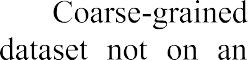 Coarse-grained
dataset not on an